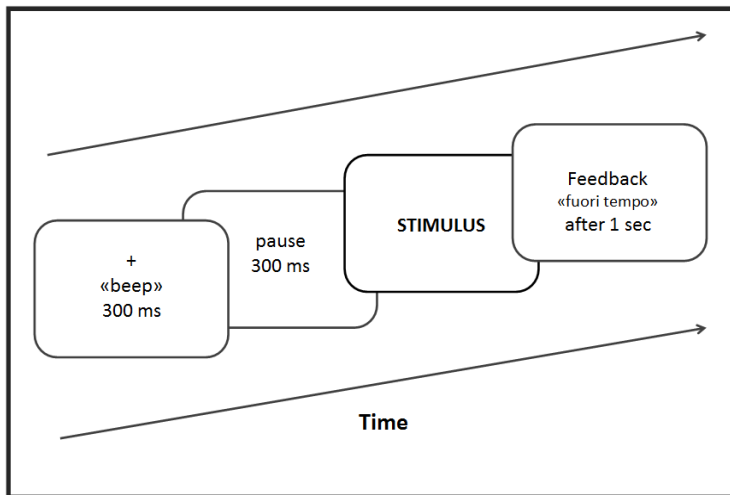 +
«beep»
300 ms
pause
300 ms
STIMULUS
Feedback
«fuori tempo»
after 1 sec
Time